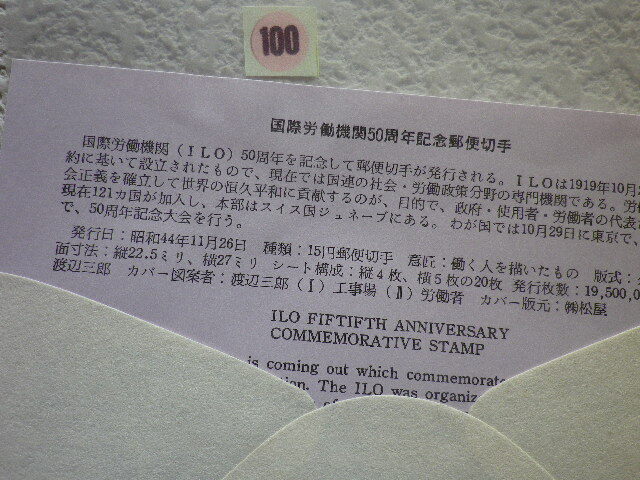 100
国際労働機関50周年記念郵便切手
国際労働機関(ILO)50周年を記念して郵便切手が発行される。ILOは1919年10月2
約に基いて設立されたもので、現在では国連の社会・労働政策分野の専門機関である。労
会正義を確立して世界の恒久平和に貢献するのが、目的で、政府・使用者・労働者の代表に
現在121カ国が加入し、本部はスイス国ジュネーブにある。わが国では10月29日に東京で、
で、50周年記念大会を行う。
発行日:昭和44年11月26日 種類:15円郵便切手 意匠:働く人を描いたもの 版式:
面寸法:縦22.5ミリ、横27ミリ シート構成:縦4枚、横5枚の20枚 発行枚数:19,500,0
渡辺三郎 カバー図案者:渡辺三郎(Ⅰ)工事場(Ⅱ)労働者 カバー版元:㈱松屋
ILO FIFTIFTH ANNIVERSARY
COMMEMORATIVE STAMP
is coming out which commemorate
tion. The ILO was organiz